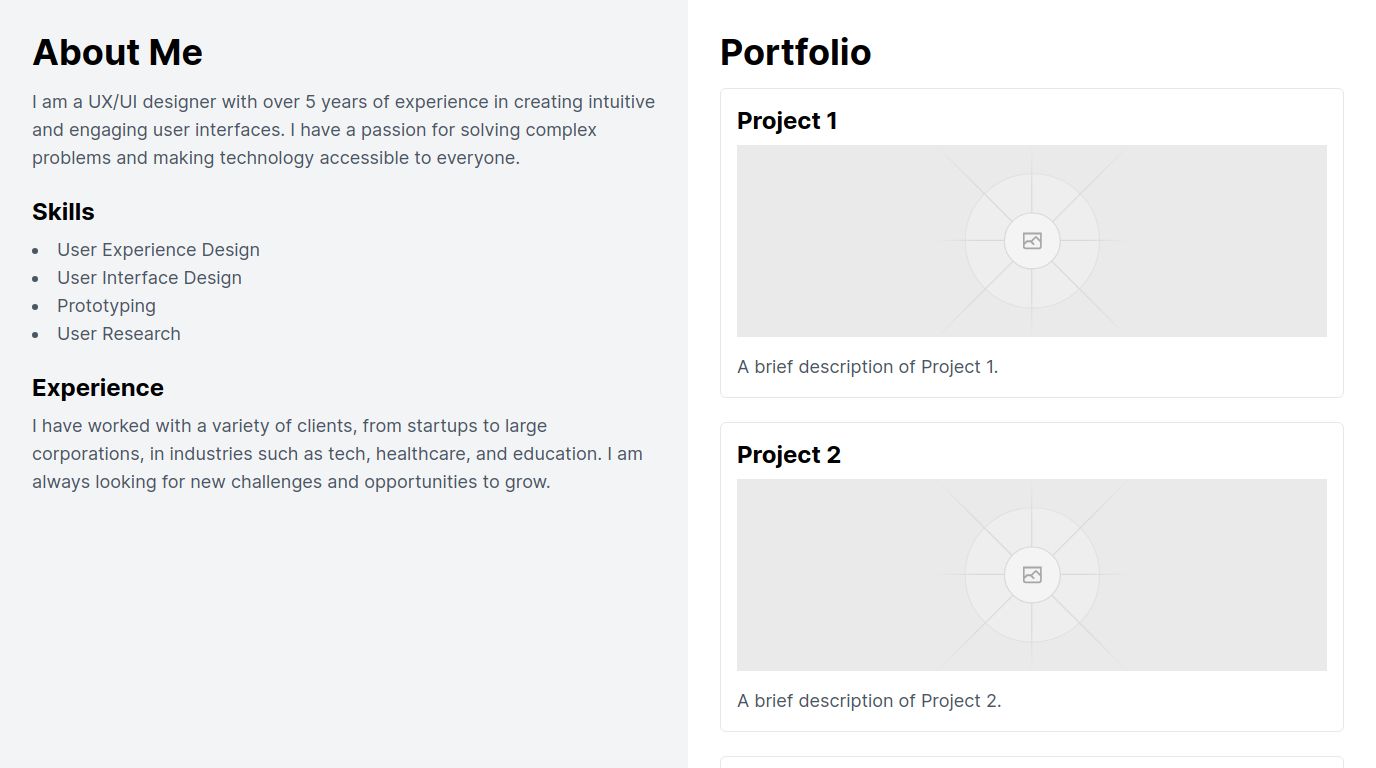 About Me
I am a UX/UI designer with over 5 years of experience in creating intuitive
and engaging user interfaces. I have a passion for solving complex
problems and making technology accessible to everyone.
Skills
• User Experience Design
• User Interface Design
• Prototyping
• User Research
Experience
I have worked with a variety of clients, from startups to large
corporations, in industries such as tech, healthcare, and education. I am
always looking for new challenges and opportunities to grow.
Portfolio
Project 1
A brief description of Project 1.
Project 2
A brief description of Project 2.